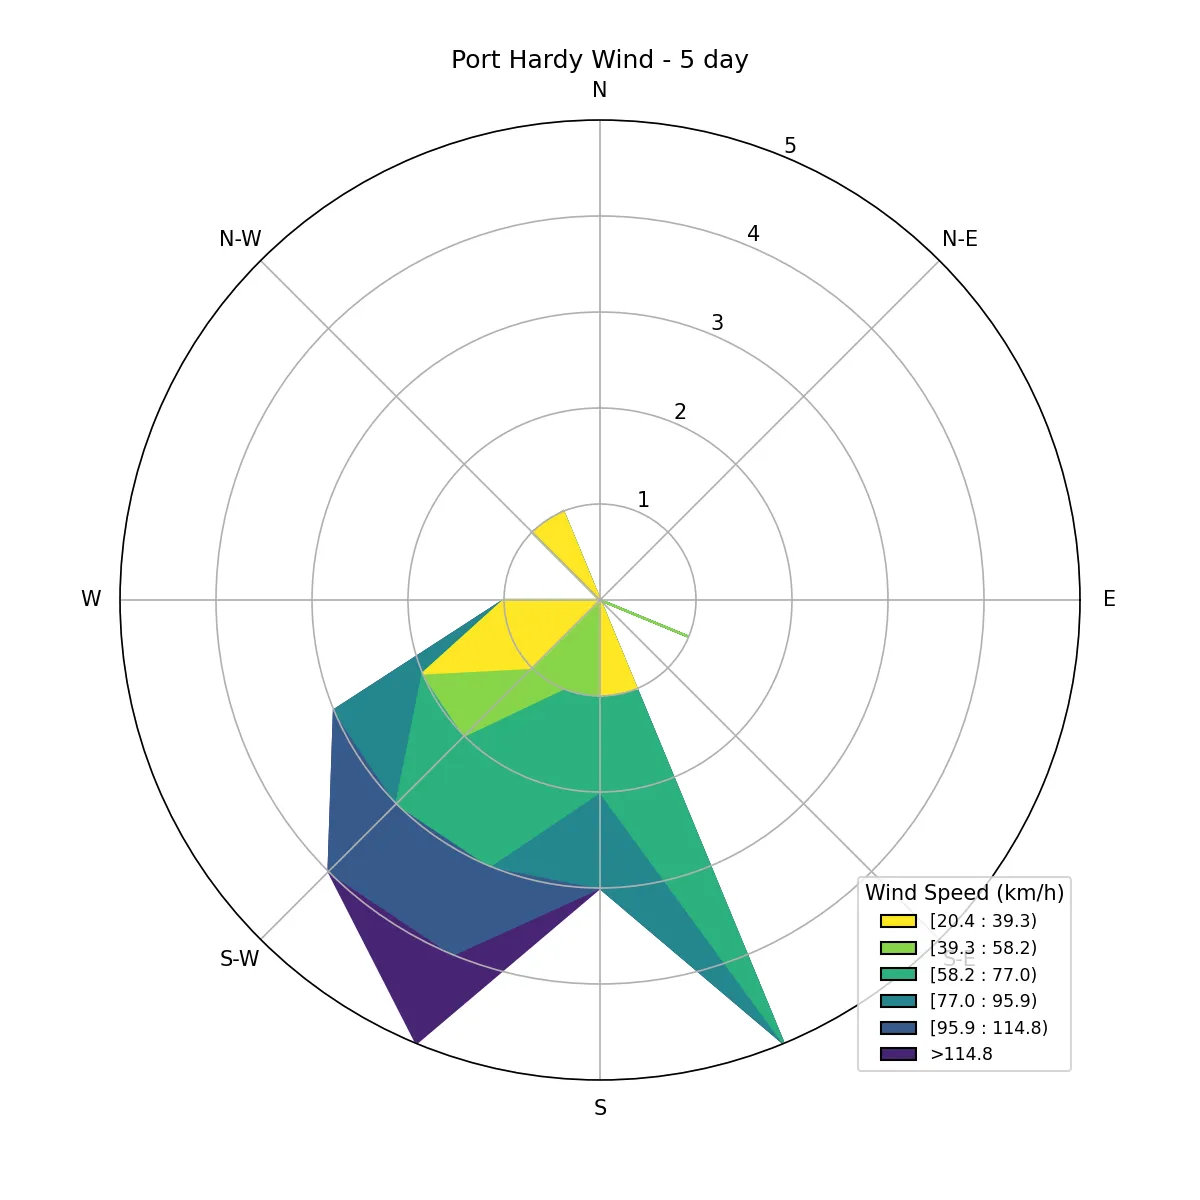 Port Hardy Wind - 5 day
N
5
N-W
N-E
4
3
2
1
W
E
Wind Speed (km/h)
[20.4 : 39.3)
[39.3 : 58.2)
S-W
S-E
[58.2 : 77.0)
[77.0 : 95.9)
[95.9 : 114.8)
>114.8
S